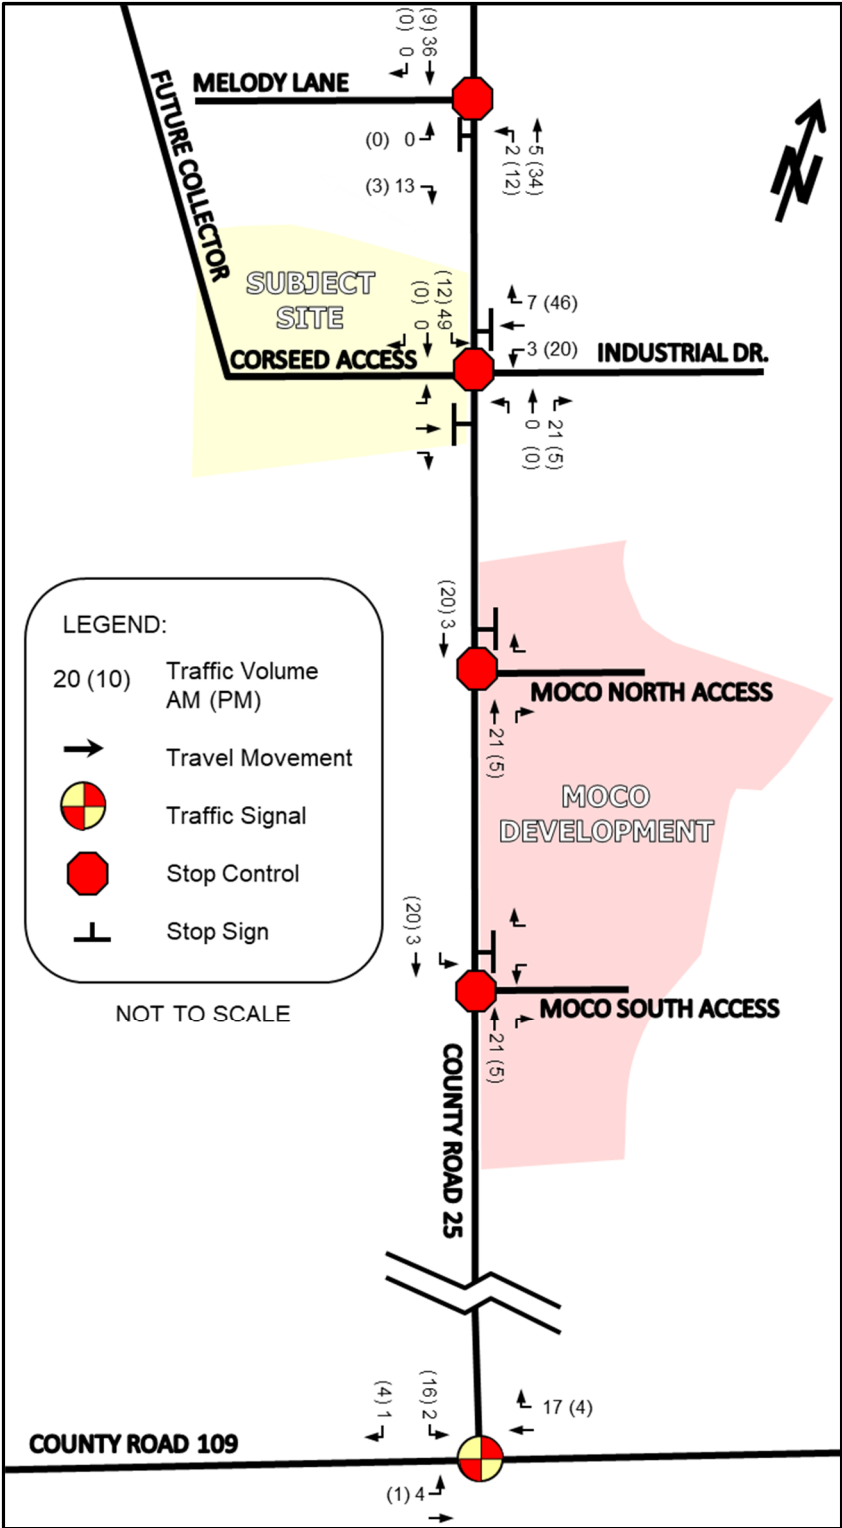 (0) 0
(9) 36
MELODY LANE
(0) 0
2 (12)
5 (34)
(3) 13
N
FUTURE COLLECTOR
SUBJECT
SITE
(0) 0
(12) 49
7 (46)
3 (20)
INDUSTRIAL DR.
CORSEED ACCESS
0 (0)
21 (5)
(20) 3
MOCO NORTH ACCESS
21 (5)
MOCO
DEVELOPMENT
LEGEND:
20 (10)
Traffic Volume
AM (PM)
Travel Movement
Traffic Signal
Stop Control
Stop Sign
NOT TO SCALE
(20) 3
MOCO SOUTH ACCESS
21 (5)
COUNTY ROAD 25
(4) 1
(16) 2
17 (4)
COUNTY ROAD 109
(1) 4